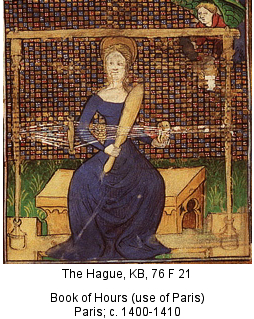 The Hague, KB, 76 F 21
Book of Hours (use of Paris)
Paris; c. 1400-1410